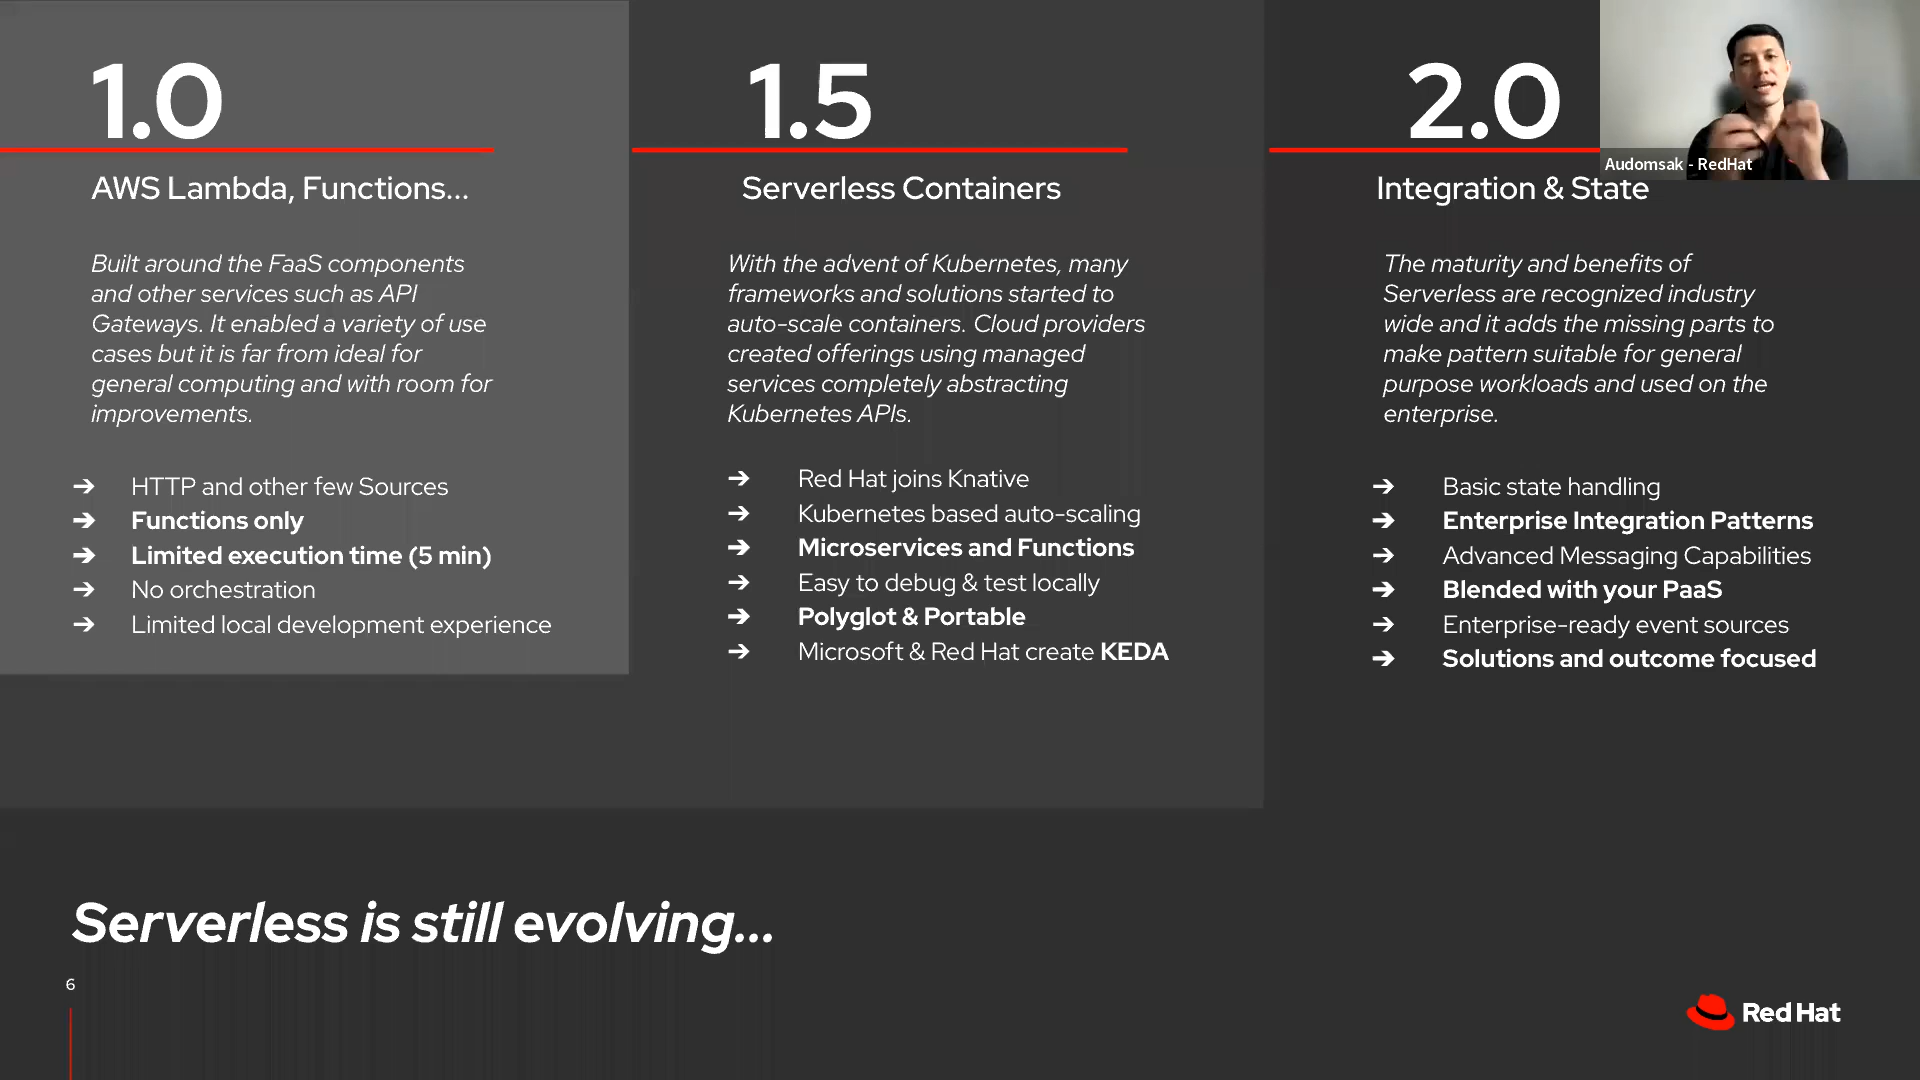 1.0
AWS Lambda, Functions...
Built around the FaaS components
and other services such as API
Gateways. It enabled a variety of use
cases but it is far from ideal for
general computing and with room for
improvements.
➔ HTTP and other few Sources
➔ Functions only
➔ Limited execution time (5 min)
➔ No orchestration
➔ Limited local development experience
1.5
Serverless Containers
With the advent of Kubernetes, many
frameworks and solutions started to
auto-scale containers. Cloud providers
created offerings using managed
services completely abstracting
Kubernetes APIs.
➔ Red Hat joins Knative
➔ Kubernetes based auto-scaling
➔ Microservices and Functions
➔ Easy to debug & test locally
➔ Polyglot & Portable
➔ Microsoft & Red Hat create KEDA
2.0
Integration & State
The maturity and benefits of
Serverless are recognized industry
wide and it adds the missing parts to
make pattern suitable for general
purpose workloads and used on the
enterprise.
➔ Basic state handling
➔ Enterprise Integration Patterns
➔ Advanced Messaging Capabilities
➔ Blended with your PaaS
➔ Enterprise-ready event sources
➔ Solutions and outcome focused
Audomsak - RedHat
Serverless is still evolving...
6
Red Hat